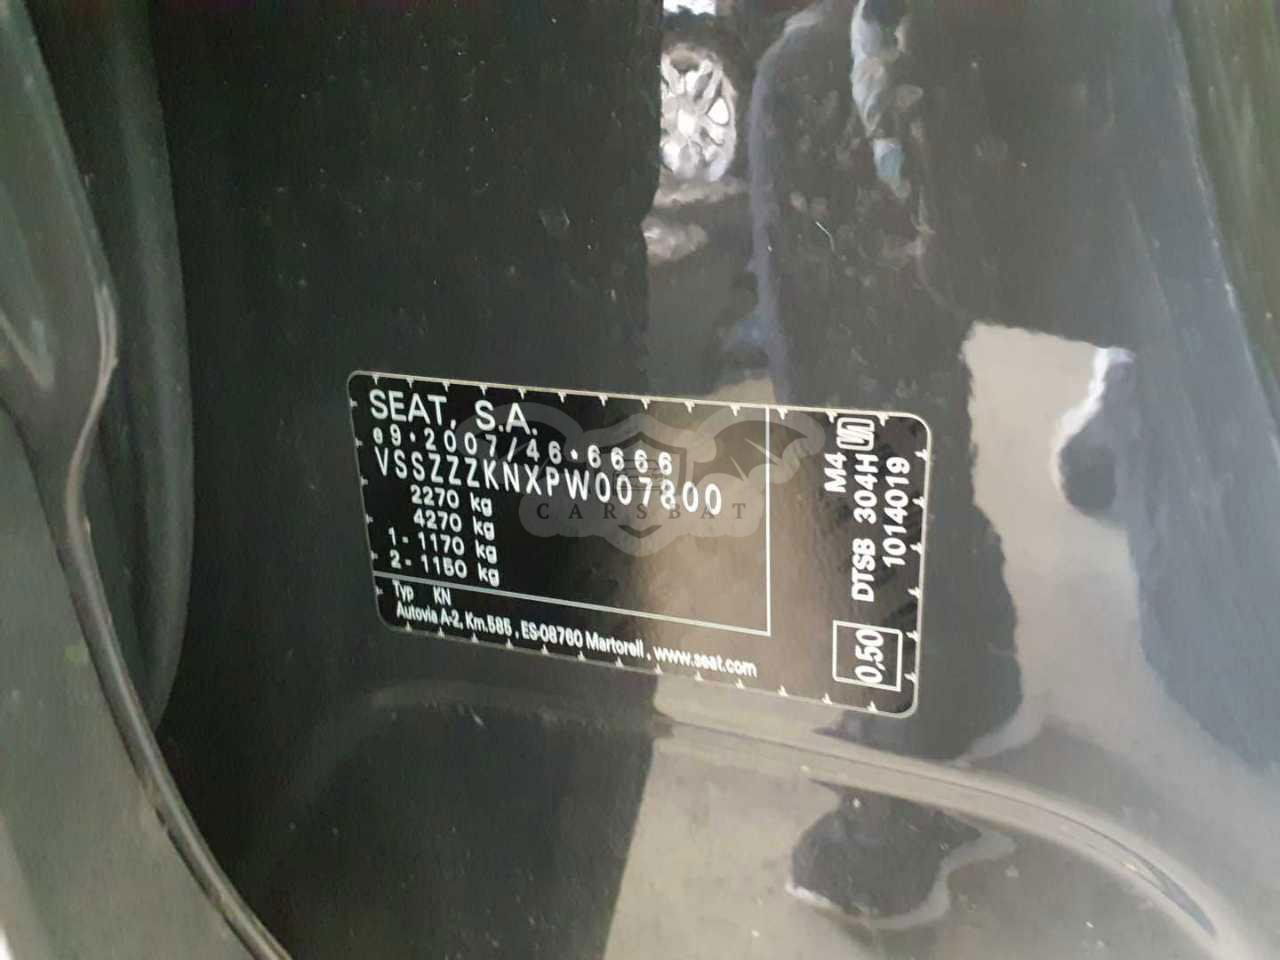 SEAT, S.A.
e9*2007/46*6666
VSSZZZKNXPW007800
2270 kg
4270 kg
1 - 1170 kg
2 - 1150 kg
Typ KN
Autovia A-2, Km.585, ES-08760 Martorell, www.seat.com
M4
DTSB 304H
1014019
0,50
CARSBAT